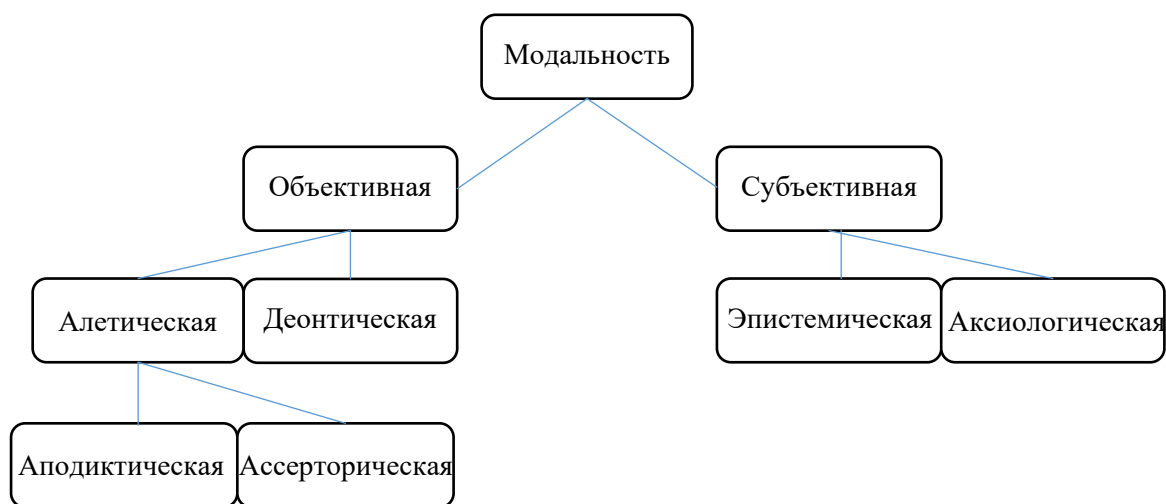 Модальность
Объективная
Субъективная
Алетическая
Деонтическая
Эпистемическая
Аксиологическая
Аподиктическая
Ассерторическая